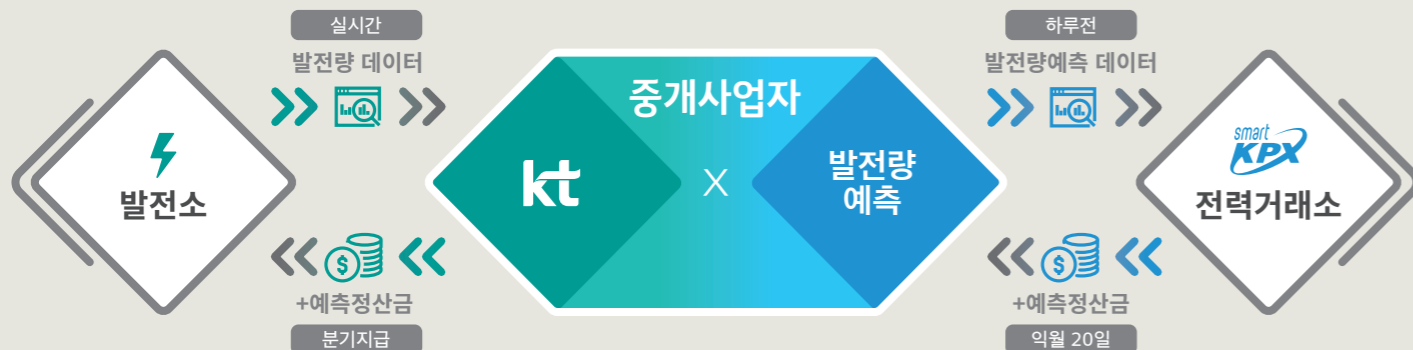 실시간
발전량 데이터
발전소
+예측정산금
분기지급
중개사업자
kt
X
발전량
예측
하루전
발전량예측 데이터
smart
KPX
전력거래소
+예측정산금
익월 20일